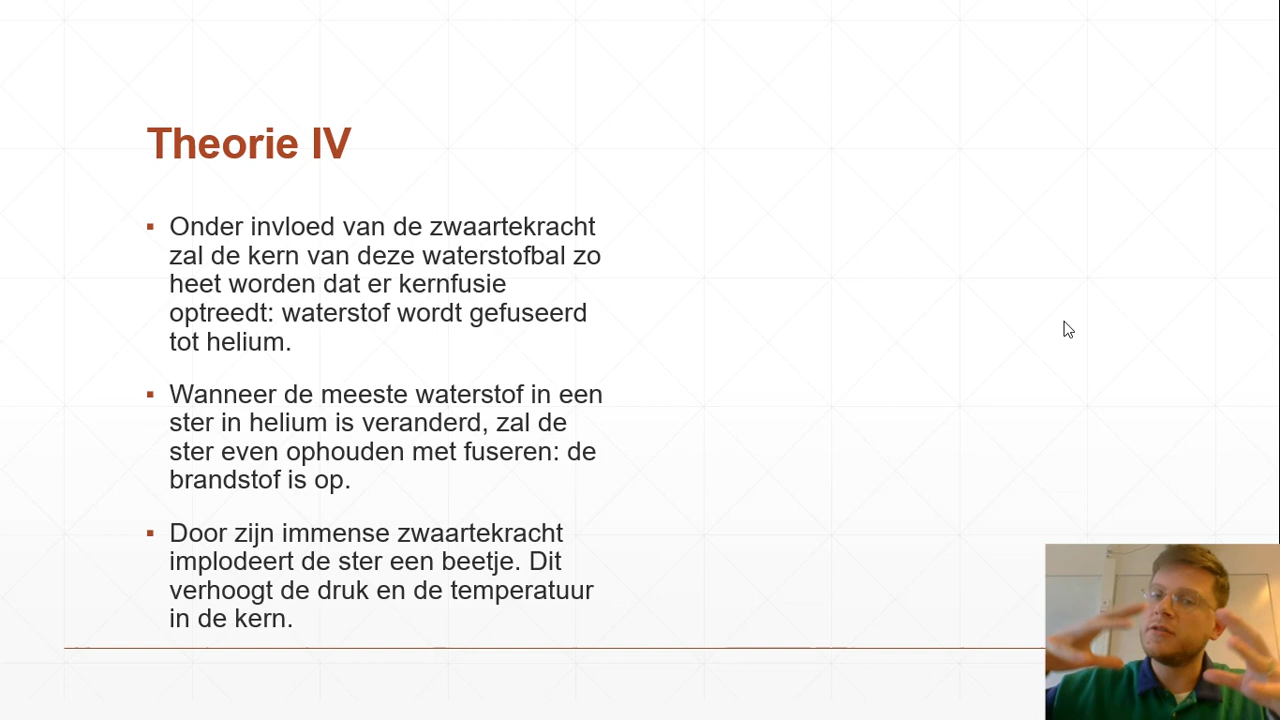 Theorie IV
▪ Onder invloed van de zwaartekracht
zal de kern van deze waterstofbal zo
heet worden dat er kernfusie
optreedt: waterstof wordt gefuseerd
tot helium.
▪ Wanneer de meeste waterstof in een
ster in helium is veranderd, zal de
ster even ophouden met fuseren: de
brandstof is op.
▪ Door zijn immense zwaartekracht
implodeert de ster een beetje. Dit
verhoogt de druk en de temperatuur
in de kern.